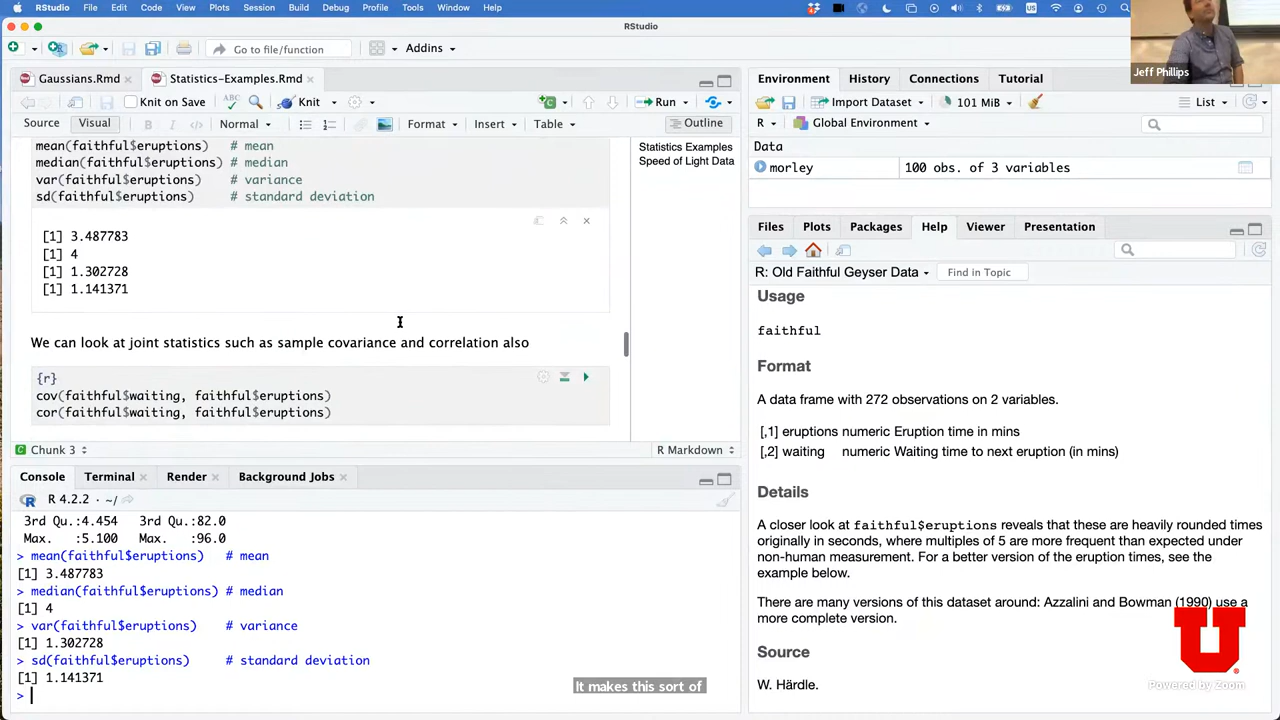 RStudio File Edit Code View Plots Session Build Debug Profile Tools Window Help
RStudio
Go to file/function
Addins
Jeff Phillips
Gaussians.Rmd
Statistics-Examples.Rmd
Knit on Save
Knit
Run
Source Visual
B
Normal
Format
Insert
Table
Outline
mean(faithful$eruptions) # mean
median(faithful$eruptions) # median
var(faithful$eruptions) # variance
sd(faithful$eruptions) # standard deviation
[1] 3.487783
[1] 4
[1] 1.302728
[1] 1.141371
We can look at joint statistics such as sample covariance and correlation also
{r}
cov(faithful$waiting, faithful$eruptions)
cor(faithful$waiting, faithful$eruptions)
Statistics Examples
Speed of Light Data
Chunk 3
R Markdown
Console Terminal Render Background Jobs
R 4.2.2 · ~/
3rd Qu.:4.454 3rd Qu.:82.0
Max. :5.100 Max. :96.0
> mean(faithful$eruptions) # mean
[1] 3.487783
> median(faithful$eruptions) # median
[1] 4
> var(faithful$eruptions) # variance
[1] 1.302728
> sd(faithful$eruptions) # standard deviation
[1] 1.141371
>
It makes this sort of
Environment History Connections Tutorial
Import Dataset
101 MiB
List
R
Global Environment
Data
morley 100 obs. of 3 variables
Files Plots Packages Help Viewer Presentation
R: Old Faithful Geyser Data
Find in Topic
Usage
faithful
Format
A data frame with 272 observations on 2 variables.
[,1] eruptions numeric Eruption time in mins
[,2] waiting numeric Waiting time to next eruption (in mins)
Details
A closer look at faithful$eruptions reveals that these are heavily rounded times
originally in seconds, where multiples of 5 are more frequent than expected under
non-human measurement. For a better version of the eruption times, see the
example below.
There are many versions of this dataset around: Azzalini and Bowman (1990) use a
more complete version.
Source
W. Härdle.
U
Powered by Zoom